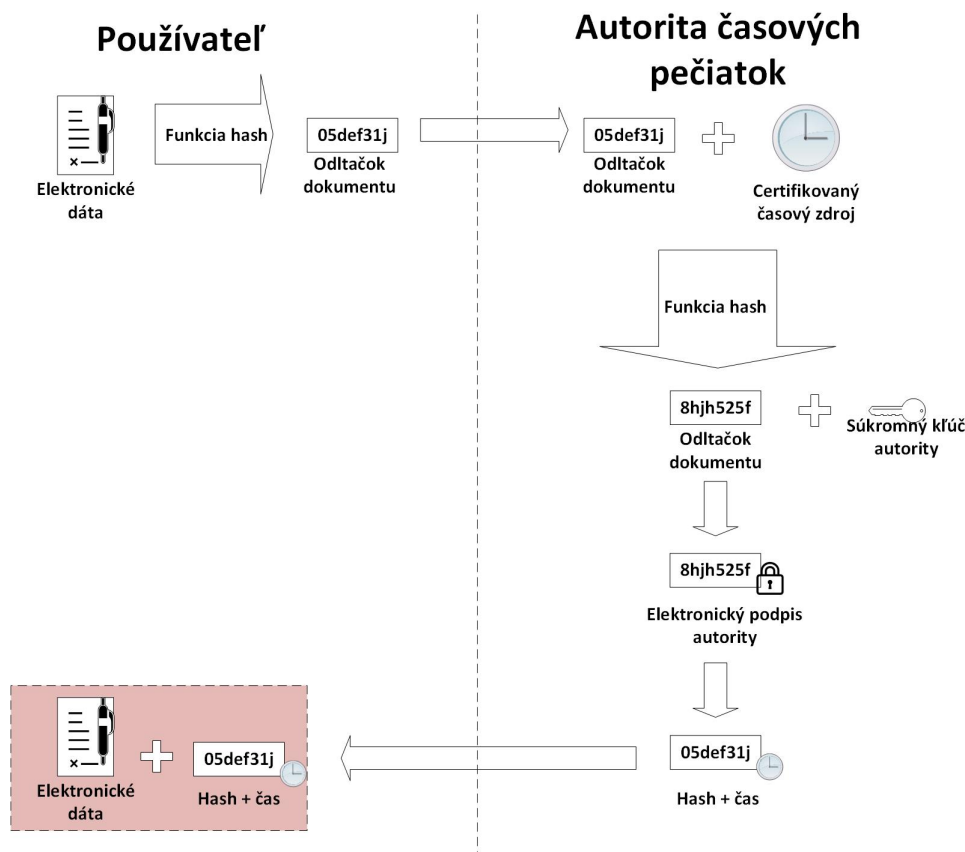 Používateľ
Autorita časových
pečiatok
Funkcia hash
05def31j
Elektronické
dáta
Odltačok
dokumentu
05def31j
Odltačok
dokumentu
Certifikovaný
časový zdroj
Funkcia hash
8hjh525f
Odltačok
dokumentu
Súkromný kľúč
autority
8hjh525f
Elektronický podpis
autority
05def31j
Hash + čas
Elektronické
dáta
05def31j
Hash + čas